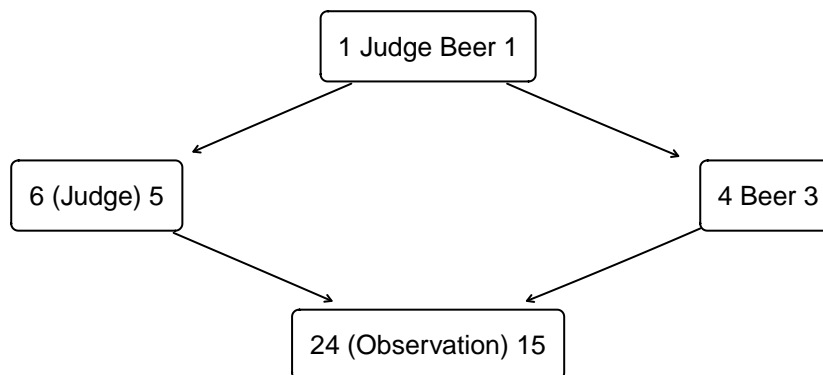 1 Judge Beer 1
6 (Judge) 5
4 Beer 3
24 (Observation) 15